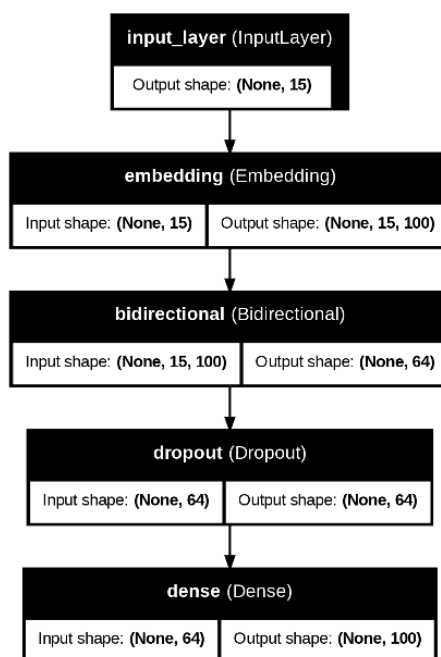 input_layer (InputLayer)
Output shape: (None, 15)
embedding (Embedding)
Input shape: (None, 15) Output shape: (None, 15, 100)
bidirectional (Bidirectional)
Input shape: (None, 15, 100) Output shape: (None, 64)
dropout (Dropout)
Input shape: (None, 64) Output shape: (None, 64)
dense (Dense)
Input shape: (None, 64) Output shape: (None, 100)